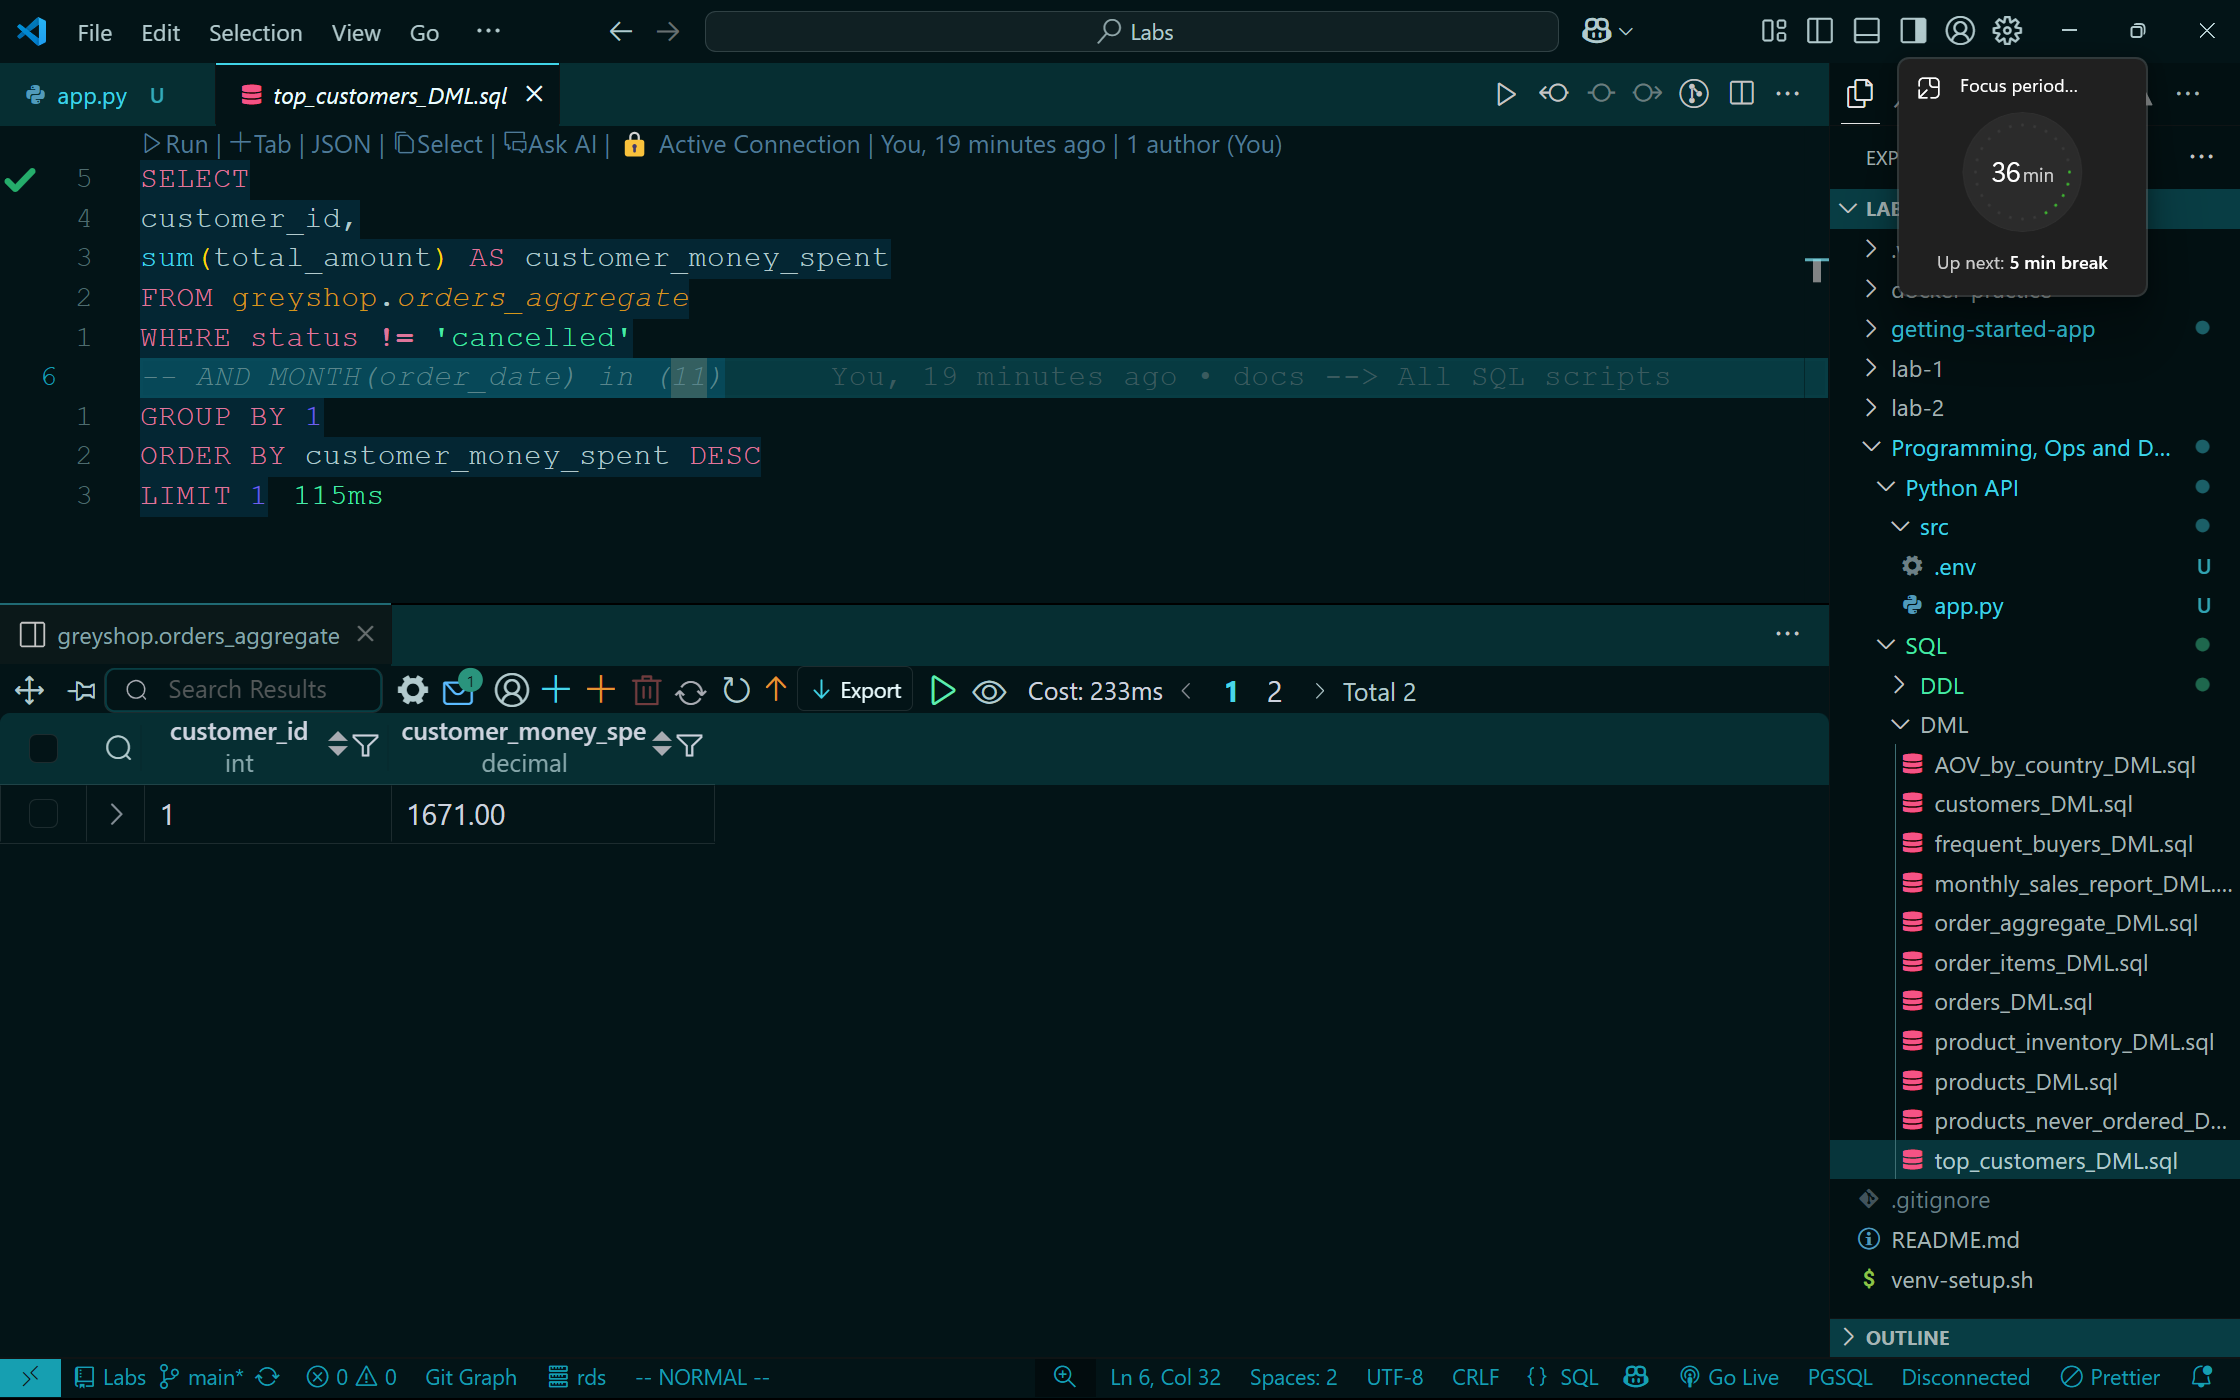 File Edit Selection View Go ··· Labs
app.py U top_customers_DML.sql
Focus period...
36 min
Up next: 5 min break
Run | Tab | JSON | Select | Ask AI | Active Connection | You, 19 minutes ago | 1 author (You)
5 SELECT
4 customer_id,
3 sum(total_amount) AS customer_money_spent
2 FROM greyshop.orders_aggregate
1 WHERE status != 'cancelled'
6 -- AND MONTH(order_date) in (11) You, 19 minutes ago • docs --> All SQL scripts
1 GROUP BY 1
2 ORDER BY customer_money_spent DESC
3 LIMIT 1 115ms
greyshop.orders_aggregate
Search Results 1 Export Cost: 233ms < 1 2 > Total 2
customer_id customer_money_spe
int decimal
1 1671.00
EXP
LAB
getting-started-app
lab-1
lab-2
Programming, Ops and D...
Python API
src
.env U
app.py U
SQL
DDL
DML
AOV_by_country_DML.sql
customers_DML.sql
frequent_buyers_DML.sql
monthly_sales_report_DML....
order_aggregate_DML.sql
order_items_DML.sql
orders_DML.sql
product_inventory_DML.sql
products_DML.sql
products_never_ordered_D...
top_customers_DML.sql
.gitignore
README.md
venv-setup.sh
OUTLINE
Labs main* 0 0 Git Graph rds -- NORMAL -- Ln 6, Col 32 Spaces: 2 UTF-8 CRLF {} SQL Go Live PGSQL Disconnected Prettier